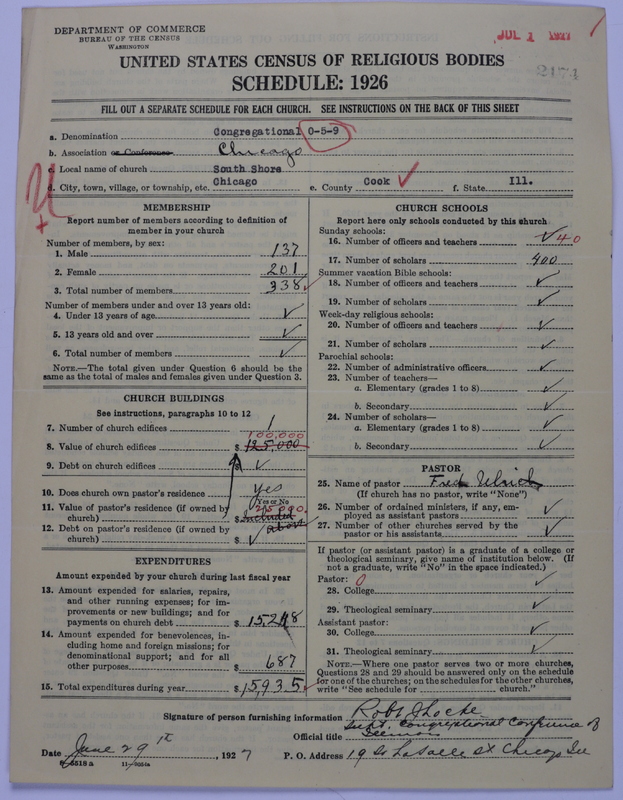 DEPARTMENT OF COMMERCE
BUREAU OF THE CENSUS
WASHINGTON
JUL 1 1927
2174
UNITED STATES CENSUS OF RELIGIOUS BODIES
SCHEDULE: 1926
FILL OUT A SEPARATE SCHEDULE FOR EACH CHURCH. SEE INSTRUCTIONS ON THE BACK OF THIS SHEET
a. Denomination Congregational 0-5-9
b. Association or Conference Chicago
c. Local name of church South Shore
d. City, town, village, or township, etc. Chicago e. County Cook f. State Ill.
MEMBERSHIP
Report number of members according to definition of
member in your church
Number of members, by sex:
1. Male 137
2. Female 201
3. Total number of members 338
Number of members under and over 13 years old:
4. Under 13 years of age
5. 13 years old and over
6. Total number of members
NOTE.—The total given under Question 6 should be the
same as the total of males and females given under Question 3.
CHURCH BUILDINGS
See instructions, paragraphs 10 to 12
7. Number of church edifices 1
100,000
8. Value of church edifices $ 125,000
9. Debt on church edifices $
10. Does church own pastor's residence yes
(Yes or No)
11. Value of pastor's residence (if owned by 25,000.
church) $ Included
12. Debt on pastor's residence (if owned by above
church) $
EXPENDITURES
Amount expended by your church during last fiscal year
13. Amount expended for salaries, repairs,
and other running expenses; for im-
provements or new buildings; and for
payments on church debt $ 15,248
14. Amount expended for benevolences, in-
cluding home and foreign missions; for
denominational support; and for all
other purposes $ 687
15. Total expenditures during year $ 15,935
CHURCH SCHOOLS
Report here only schools conducted by this church
Sunday schools:
16. Number of officers and teachers 40
17. Number of scholars 400
Summer vacation Bible schools:
18. Number of officers and teachers
19. Number of scholars
Week-day religious schools:
20. Number of officers and teachers
21. Number of scholars
Parochial schools:
22. Number of administrative officers
23. Number of teachers—
a. Elementary (grades 1 to 8)
b. Secondary
24. Number of scholars—
a. Elementary (grades 1 to 8)
b. Secondary
PASTOR
25. Name of pastor Fred Ulrich
(If church has no pastor, write "None")
26. Number of ordained ministers, if any, em-
ployed as assistant pastors
27. Number of other churches served by the
pastor or his assistants
If pastor (or assistant pastor) is a graduate of a college or
theological seminary, give name of institution below. (If
not a graduate, write "No" in the space indicated.)
Pastor: 0
28. College
29. Theological seminary
Assistant pastor:
30. College
31. Theological seminary
NOTE.—Where one pastor serves two or more churches,
Questions 28 and 29 should be answered only on the schedule
for one of the churches; on the schedules for the other churches,
write "See schedule for church."
Signature of person furnishing information Robt J Locke
Official title Supt. Congregational Conference of
Illinois
Date June 29 1927 P. O. Address 19 So LaSalle St. Chicago Ill